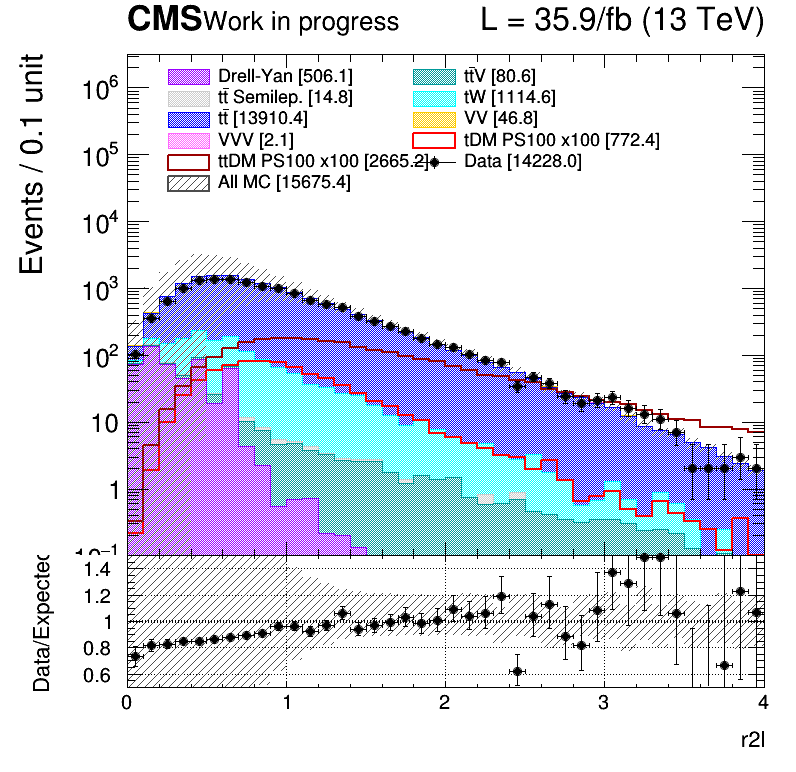 CMS Work in progress L = 35.9/fb (13 TeV)
Events / 0.1 unit
Drell-Yan [506.1] tt̄V [80.6]
tt̄ Semilep. [14.8] tW [1114.6]
tt̄ [13910.4] VV [46.8]
VVV [2.1] tDM PS100 x100 [772.4]
ttDM PS100 x100 [2665.2] Data [14228.0]
All MC [15675.4]
10⁶
10⁵
10⁴
10³
10²
10
1
10⁻¹
Data/Expected
1.4
1.2
1
0.8
0.6
0 1 2 3 4
r2l